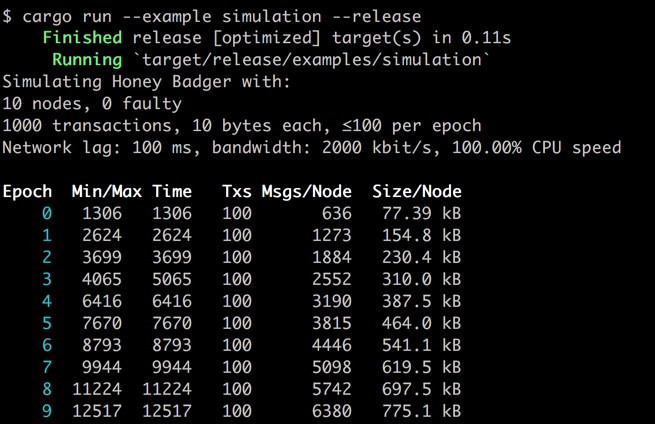 $ cargo run --example simulation --release
    Finished release [optimized] target(s) in 0.11s
     Running `target/release/examples/simulation`
Simulating Honey Badger with:
10 nodes, 0 faulty
1000 transactions, 10 bytes each, ≤100 per epoch
Network lag: 100 ms, bandwidth: 2000 kbit/s, 100.00% CPU speed

Epoch  Min/Max Time   Txs Msgs/Node  Size/Node
    0   1306   1306   100       636   77.39 kB
    1   2624   2624   100      1273   154.8 kB
    2   3699   3699   100      1884   230.4 kB
    3   4065   5065   100      2552   310.0 kB
    4   6416   6416   100      3190   387.5 kB
    5   7670   7670   100      3815   464.0 kB
    6   8793   8793   100      4446   541.1 kB
    7   9944   9944   100      5098   619.5 kB
    8  11224  11224   100      5742   697.5 kB
    9  12517  12517   100      6380   775.1 kB